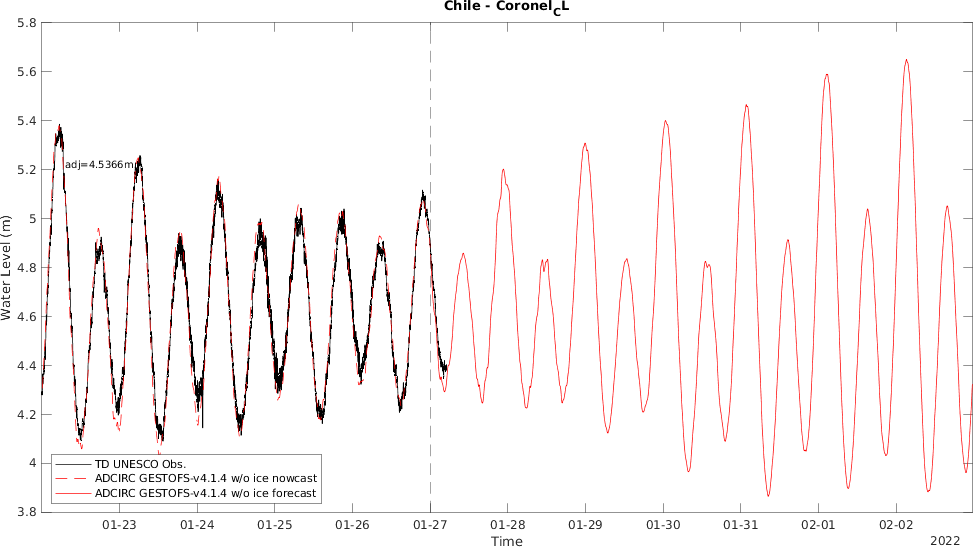 Chile - Coronel_CL
5.8
5.6
5.4
5.2
5
4.8
4.6
4.4
4.2
4
3.8
Water Level (m)
adj=4.5366m
TD UNESCO Obs.
ADCIRC GESTOFS-v4.1.4 w/o ice nowcast
ADCIRC GESTOFS-v4.1.4 w/o ice forecast
01-23 01-24 01-25 01-26 01-27 01-28 01-29 01-30 01-31 02-01 02-02
Time
2022